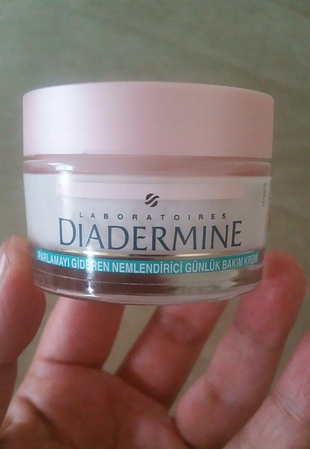 LABORATOIRES
DIADERMINE
PARLAMAYI GİDEREN NEMLENDİRİCİ GÜNLÜK BAKIM KREMİ